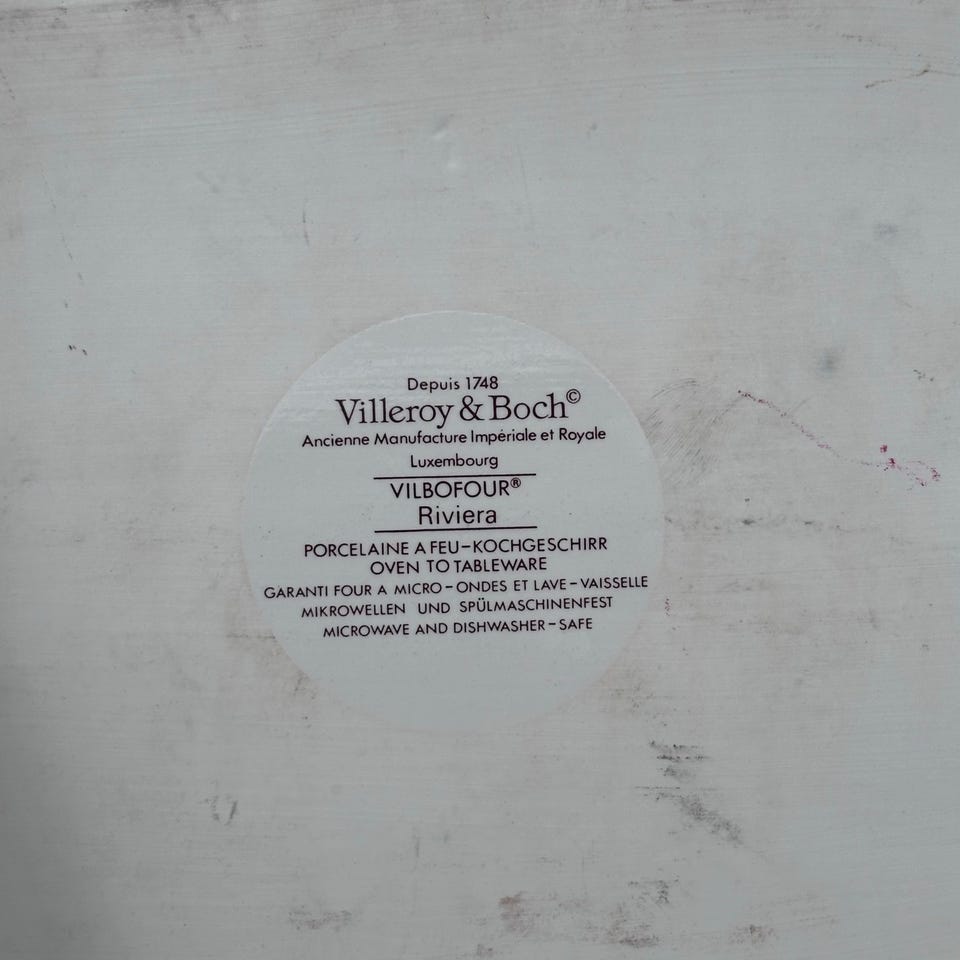 Depuis 1748
Villeroy & Boch©
Ancienne Manufacture Impériale et Royale
Luxembourg
VILBOFOUR®
Riviera
PORCELAINE A FEU-KOCHGESCHIRR
OVEN TO TABLEWARE
GARANTI FOUR A MICRO-ONDES ET LAVE-VAISSELLE
MIKROWELLEN UND SPÜLMASCHINENFEST
MICROWAVE AND DISHWASHER-SAFE